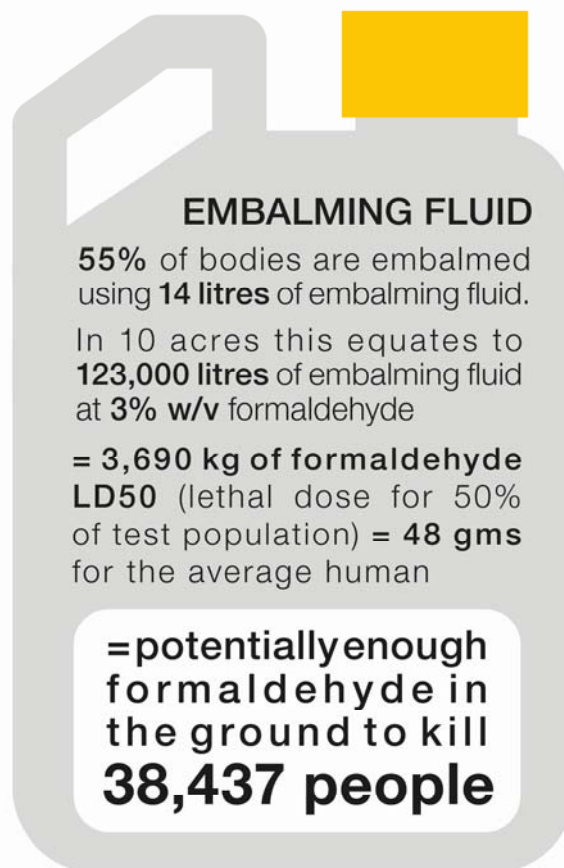 EMBALMING FLUID
55% of bodies are embalmed
using 14 litres of embalming fluid.
In 10 acres this equates to
123,000 litres of embalming fluid
at 3% w/v formaldehyde
= 3,690 kg of formaldehyde
LD50 (lethal dose for 50%
of test population) = 48 gms
for the average human
=potentially enough
formaldehyde in
the ground to kill
38,437 people